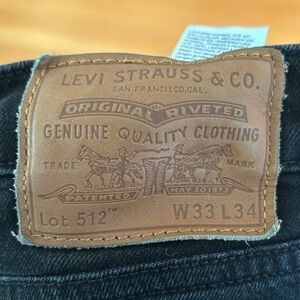 LEVI STRAUSS & CO.
SAN FRANCISCO, CAL.
ORIGINAL RIVETED
GENUINE QUALITY CLOTHING
TRADE MARK
PATENTED MAY 20 1873
Lot 512™ W33 L34